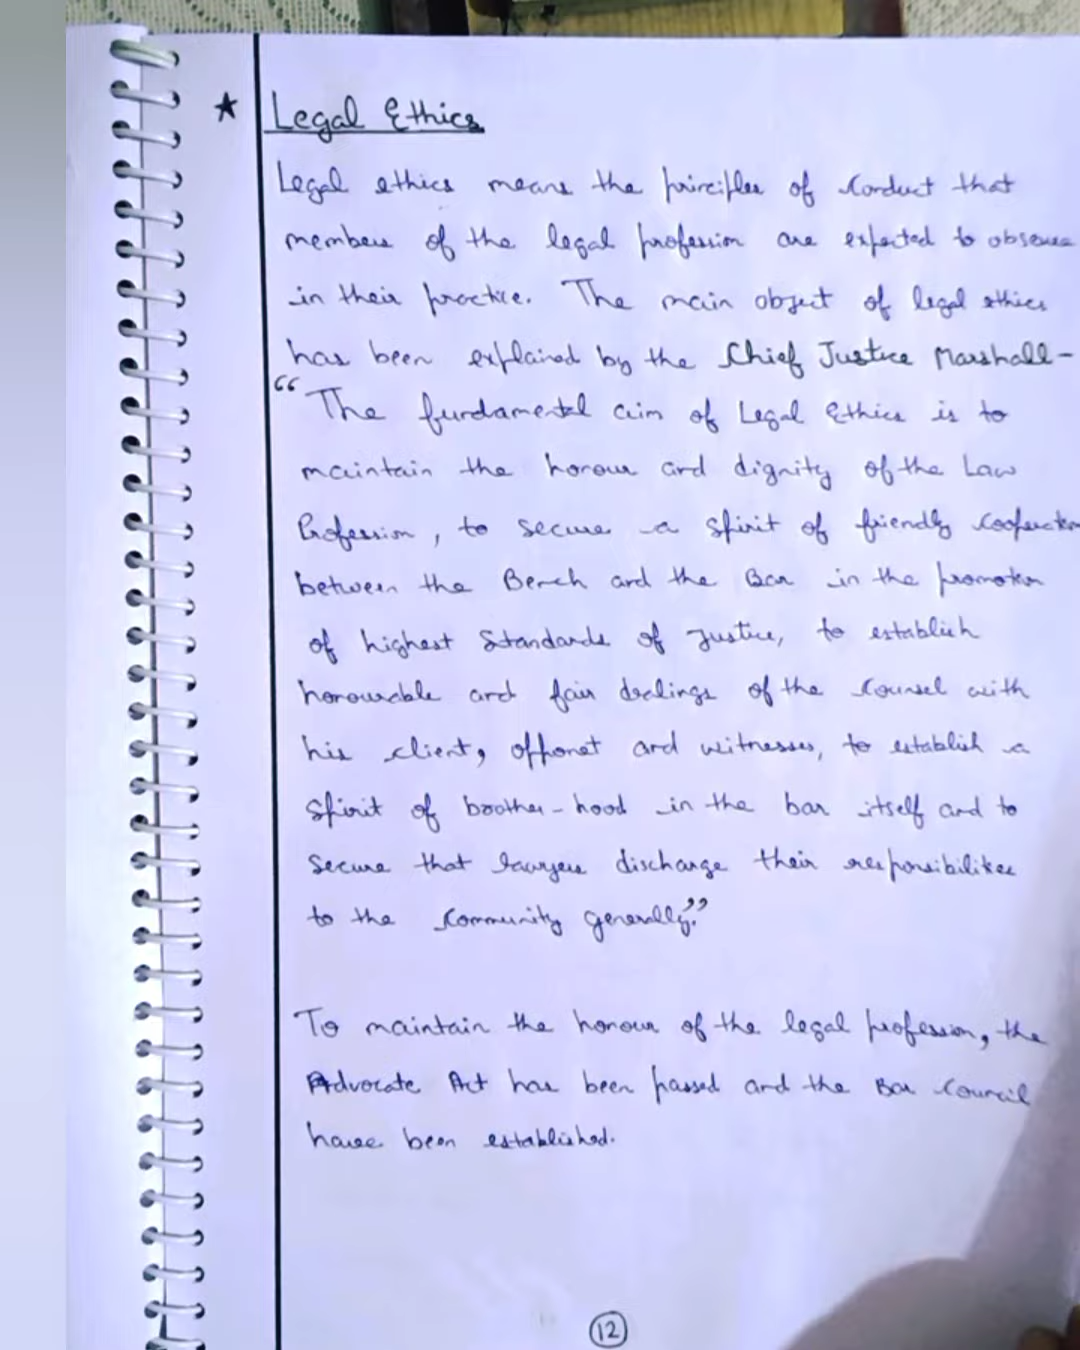 ★ Legal Ethics
Legal ethics means the principles of conduct that
members of the legal profession are expected to observe
in their practice. The main object of legal ethics
has been explained by the Chief Justice Marshall-
"The fundamental aim of Legal Ethics is to
maintain the honour and dignity of the Law
Profession, to secure a spirit of friendly cooperation
between the Bench and the Bar in the promotion
of highest Standards of Justice, to establish
honourable and fair dealings of the Counsel with
his client, opponet and witnesses, to establish a
spirit of brother-hood in the bar itself and to
secure that lawyers discharge their responsibilities
to the community generally."
To maintain the honour of the legal profession, the
Advocate Act has been passed and the Bar Council
have been established.
12